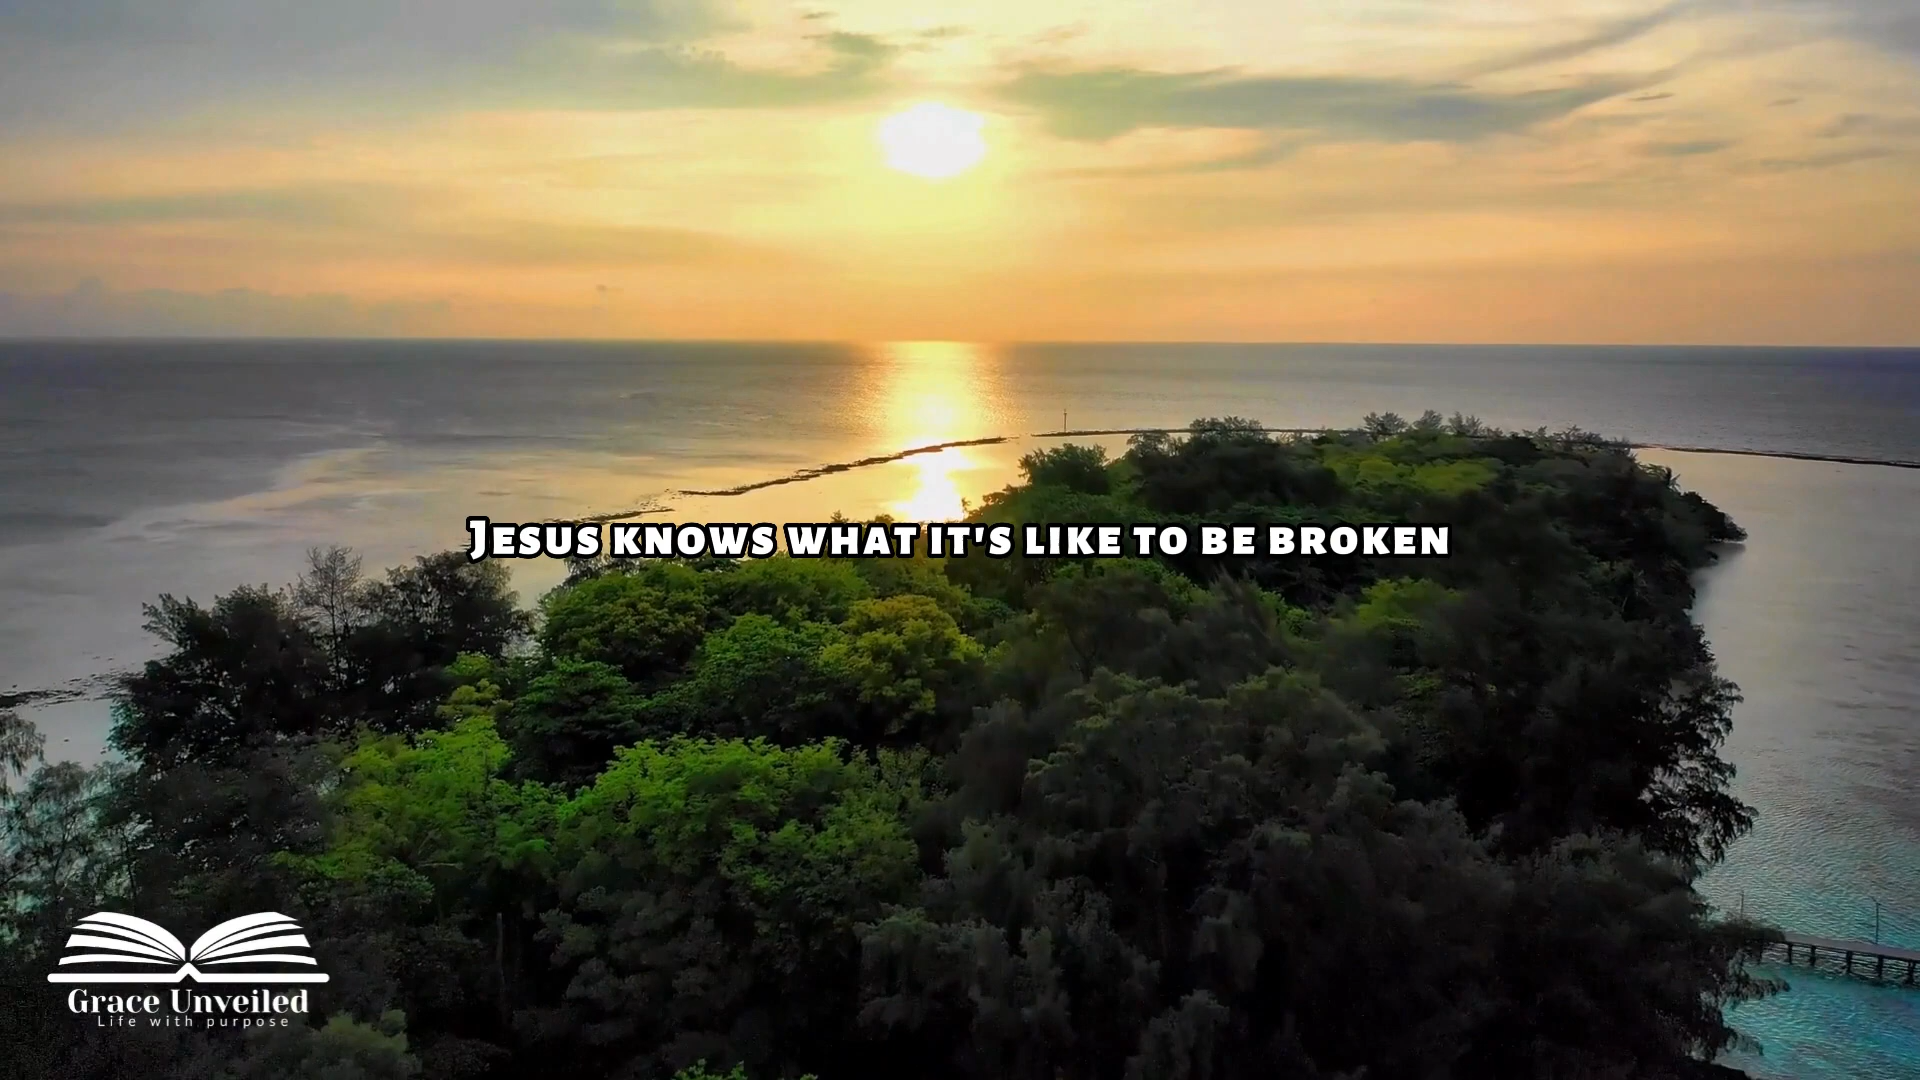 Jesus knows what it's like to be broken
Grace Unveiled
Life with purpose